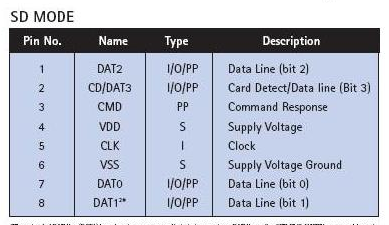 SD MODE
Pin No. Name Type Description
1 DAT2 I/O/PP Data Line (bit 2)
2 CD/DAT3 I/O/PP Card Detect/Data line (Bit 3)
3 CMD PP Command Response
4 VDD S Supply Voltage
5 CLK I Clock
6 VSS S Supply Voltage Ground
7 DAT0 I/O/PP Data Line (bit 0)
8 DAT1²* I/O/PP Data Line (bit 1)